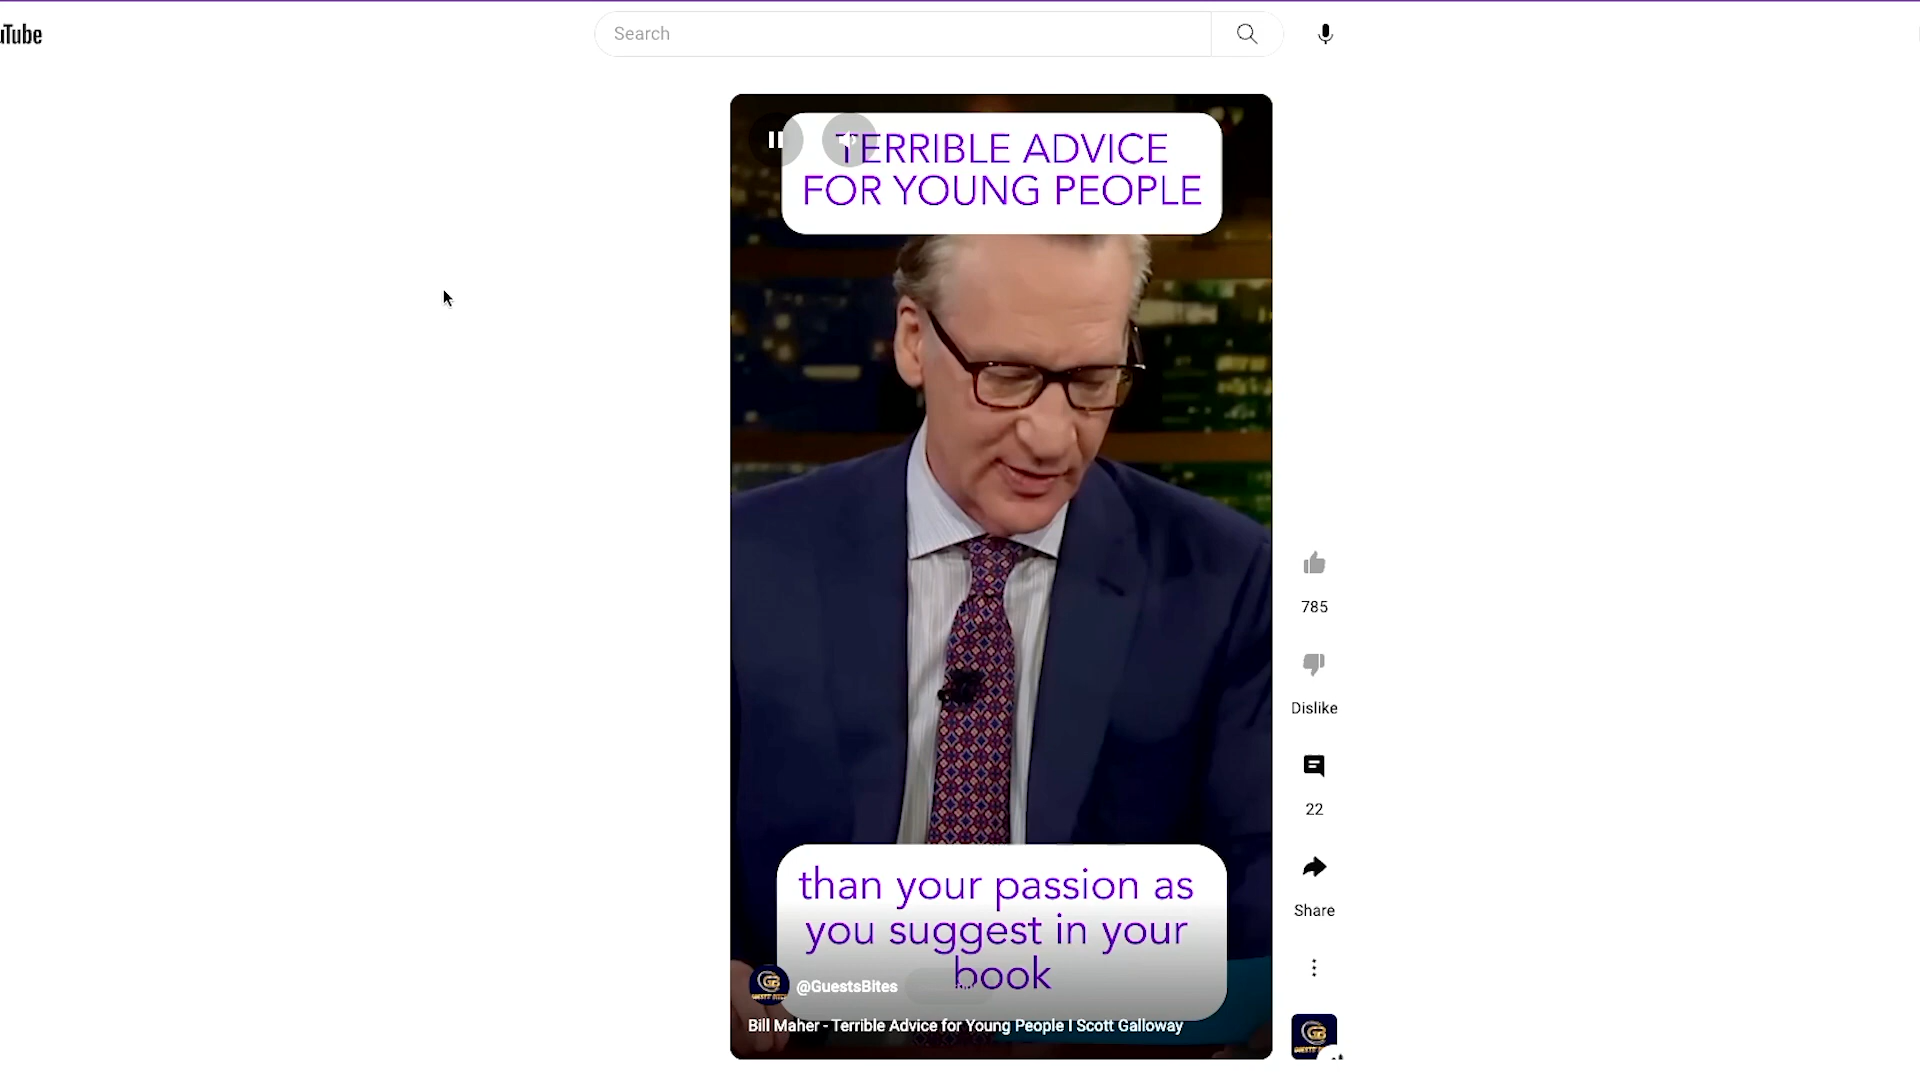 uTube
Search
TERRIBLE ADVICE
FOR YOUNG PEOPLE
than your passion as
you suggest in your
book
@GuestsBites
Bill Maher - Terrible Advice for Young People I Scott Galloway
785
Dislike
22
Share